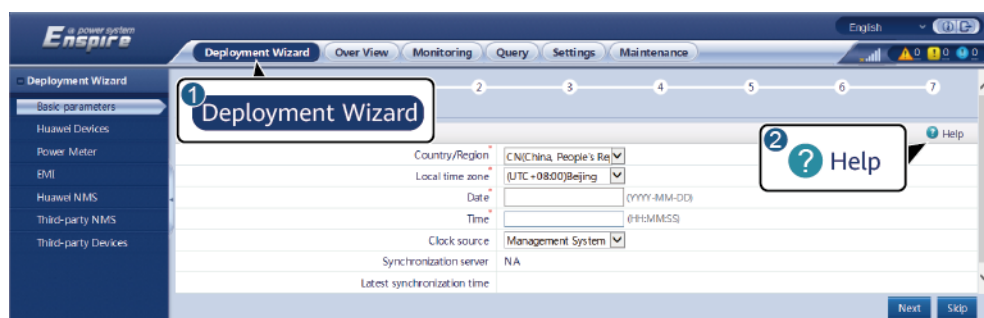 a power system
Enspire
English
Deployment Wizard Over View Monitoring Query Settings Maintenance
0 0 0
Deployment Wizard
Basic parameters
Huawei Devices
Power Meter
EMI
Huawei NMS
Third-party NMS
Third-party Devices
1
Deployment Wizard
2 3 4 5 6 7
Help
2
? Help
Country/Region * CN(China, People's Re
Local time zone * (UTC+08:00)Beijing
Date * (YYYY-MM-DD)
Time * (HH:MM:SS)
Clock source Management System
Synchronization server NA
Latest synchronization time
Next Skip